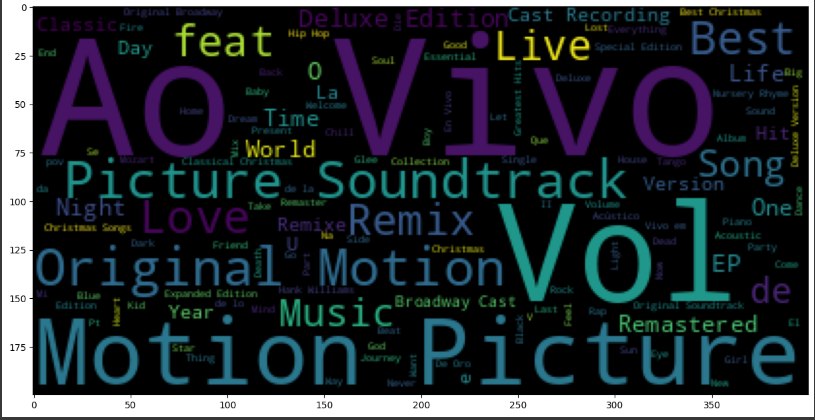 0
Original Broadway
Deluxe Edition
Cast Recording
Best Christmas
Classic
Fire
feat
Hip Hop
Live
Lost
Everything
Best
Day
Good
Special Edition
End
25
Soul
Essential
Ao Vivo
O
Back
Deluxe
Life
Big
Baby
La
Nursery Rhyme
50
Home
Welcome
En Vivo
Greatest Hits
Sound
Deluxe Version
Dream
Time
Let
Present
Chill
Boy
Hit
Mix
World
Que
Album
75
Se
pov
Mozart
Classical Christmas
Glee
Collection
Single
House
Tango
Song
Picture Soundtrack
Version
da
de la
100
Night
Love
Take
Remaster
II
Volume
One
Dance
Remixe
Remix
Vol
Acústico
Vivo em
Piano
Christmas Songs
Na
Acoustic
125
Dark
Friend
U
Side
Christmas
Light
Dead
Party
Original Motion
Death
Go
Part
Now
EP
Come
Wi
Hank Williams
Rock
de
150
Blue
Expanded Edition
Edition
Heart
Kid
de lo
Wind
Music
Broadway Cast
Last
Feel
Rap
Original Soundtrack
Year
V
Pt
Beat
Black
Remastered
El
Motion Picture
175
Star
God
Sun
Eye
Thing
Journey
Want
De Oro
Girl
Way
Never
e
New
0 50 100 150 200 250 300 350